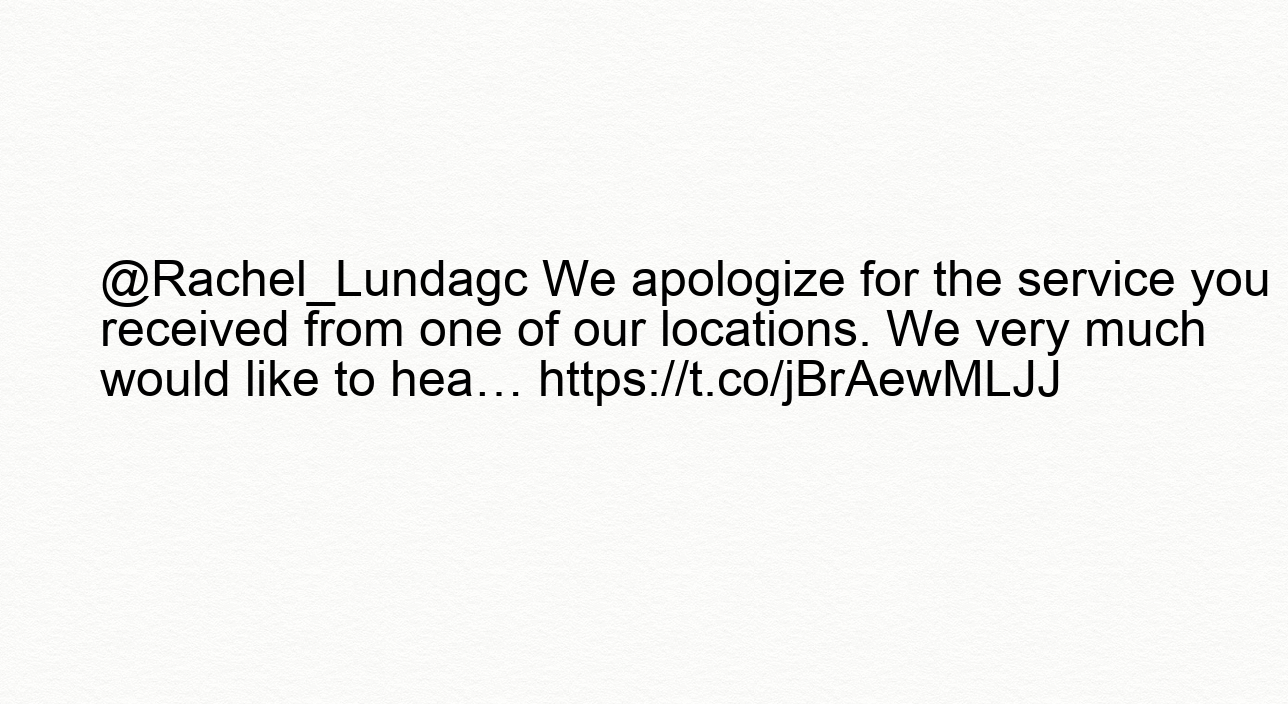 @Rachel_Lundagc We apologize for the service you
received from one of our locations. We very much
would like to hea… https://t.co/jBrAewMLJJ